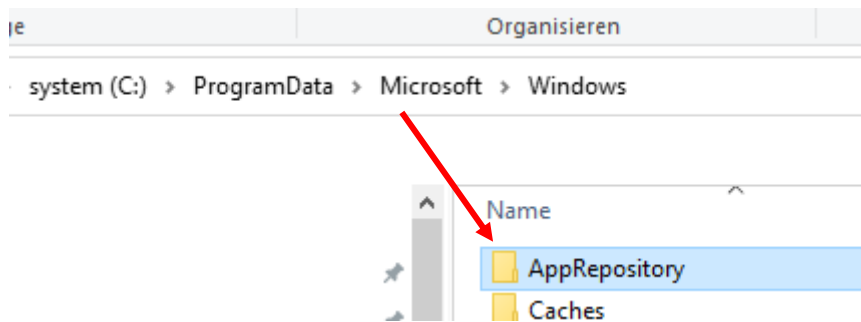 Organisieren
system (C:) > ProgramData > Microsoft > Windows
Name
AppRepository
Caches